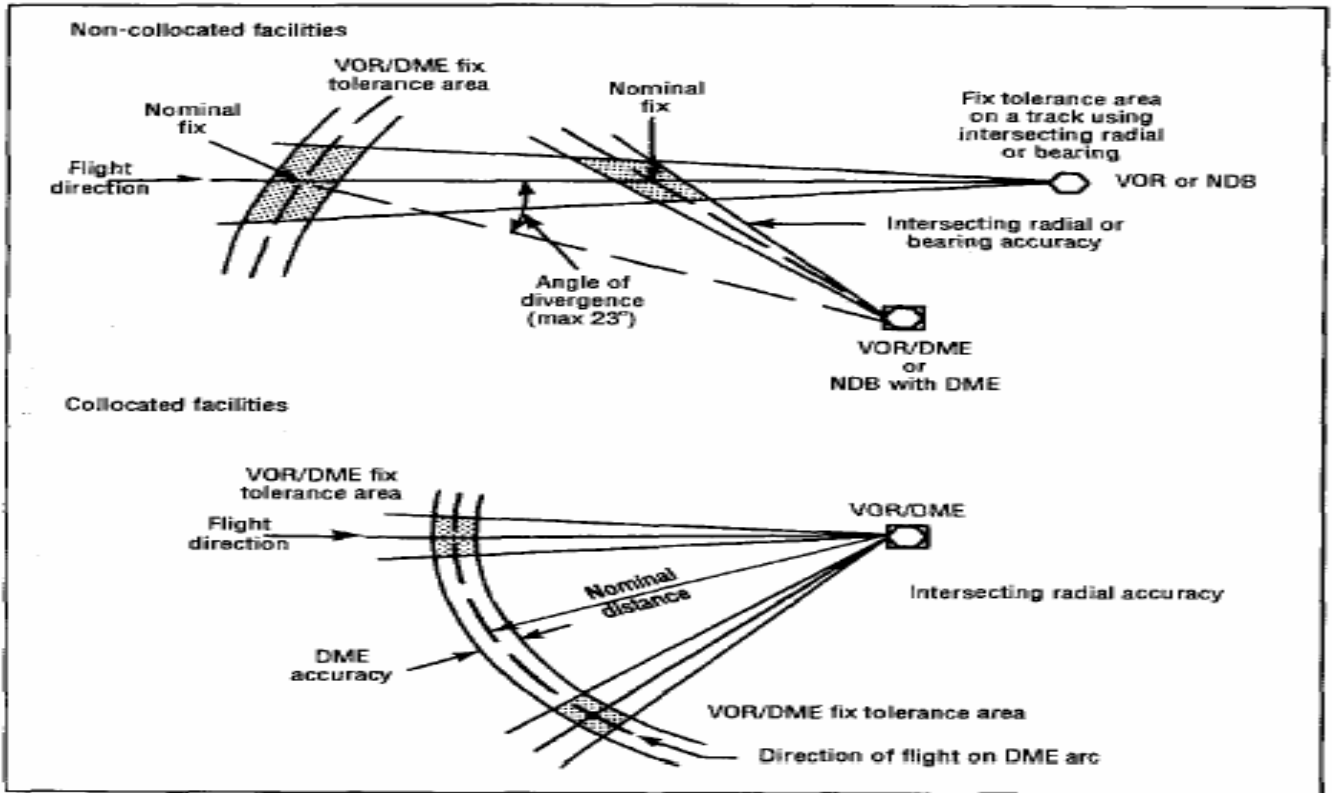 Non-collocated facilities
VOR/DME fix
tolerance area
Nominal
fix
Nominal
fix
Fix tolerance area
on a track using
intersecting radial
or bearing
Flight
direction
VOR or NDB
Intersecting radial or
bearing accuracy
Angle of
divergence
(max 23°)
VOR/DME
or
NDB with DME
Collocated facilities
VOR/DME fix
tolerance area
VOR/DME
Flight
direction
Nominal
distance
Intersecting radial accuracy
DME
accuracy
VOR/DME fix tolerance area
Direction of flight on DME arc